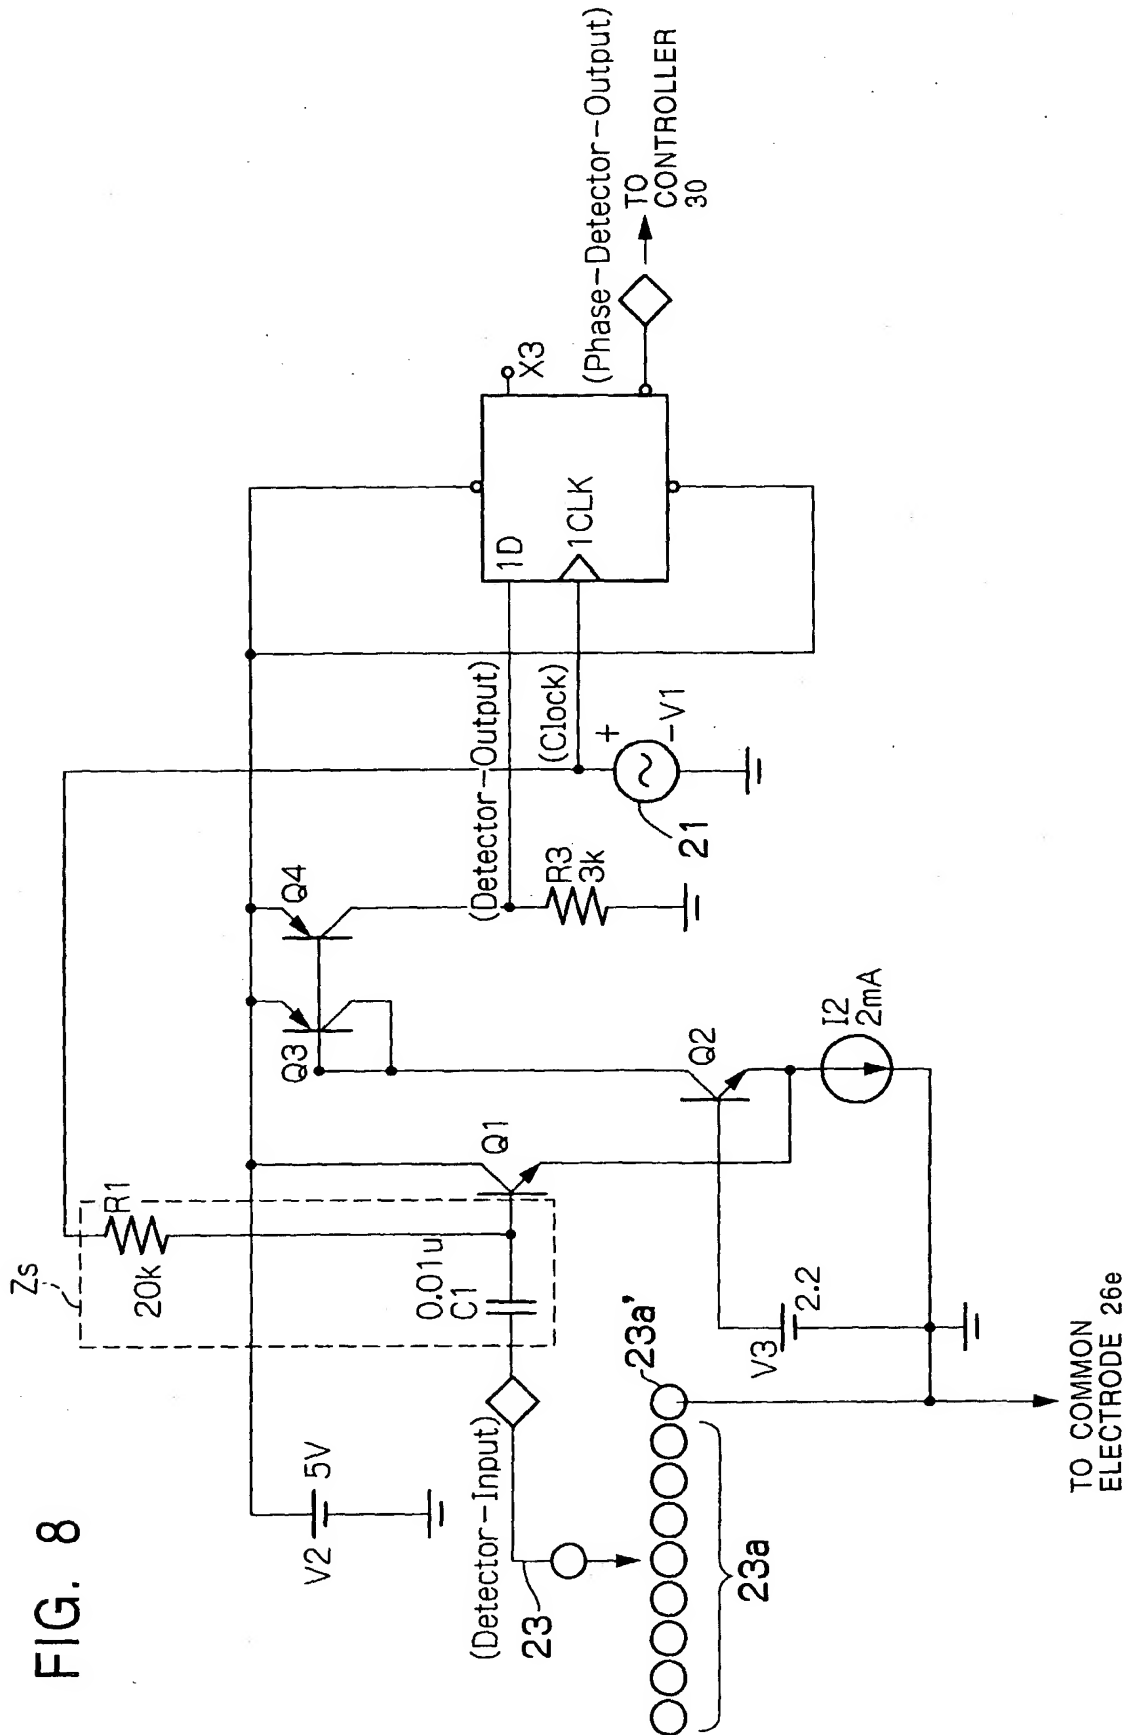 FIG. 8
Zs
R1
20k
0.01u
C1
Q1
Q3
Q4
V2
5V
(Detector-Input)
23
23a
23a'
V3
2.2
Q2
I2
2mA
(Detector-Output)
R3
3k
(Clock)
+
-V1
21
1D
1CLK
X3
(Phase-Detector-Output)
TO
CONTROLLER
30
TO COMMON
ELECTRODE 26e